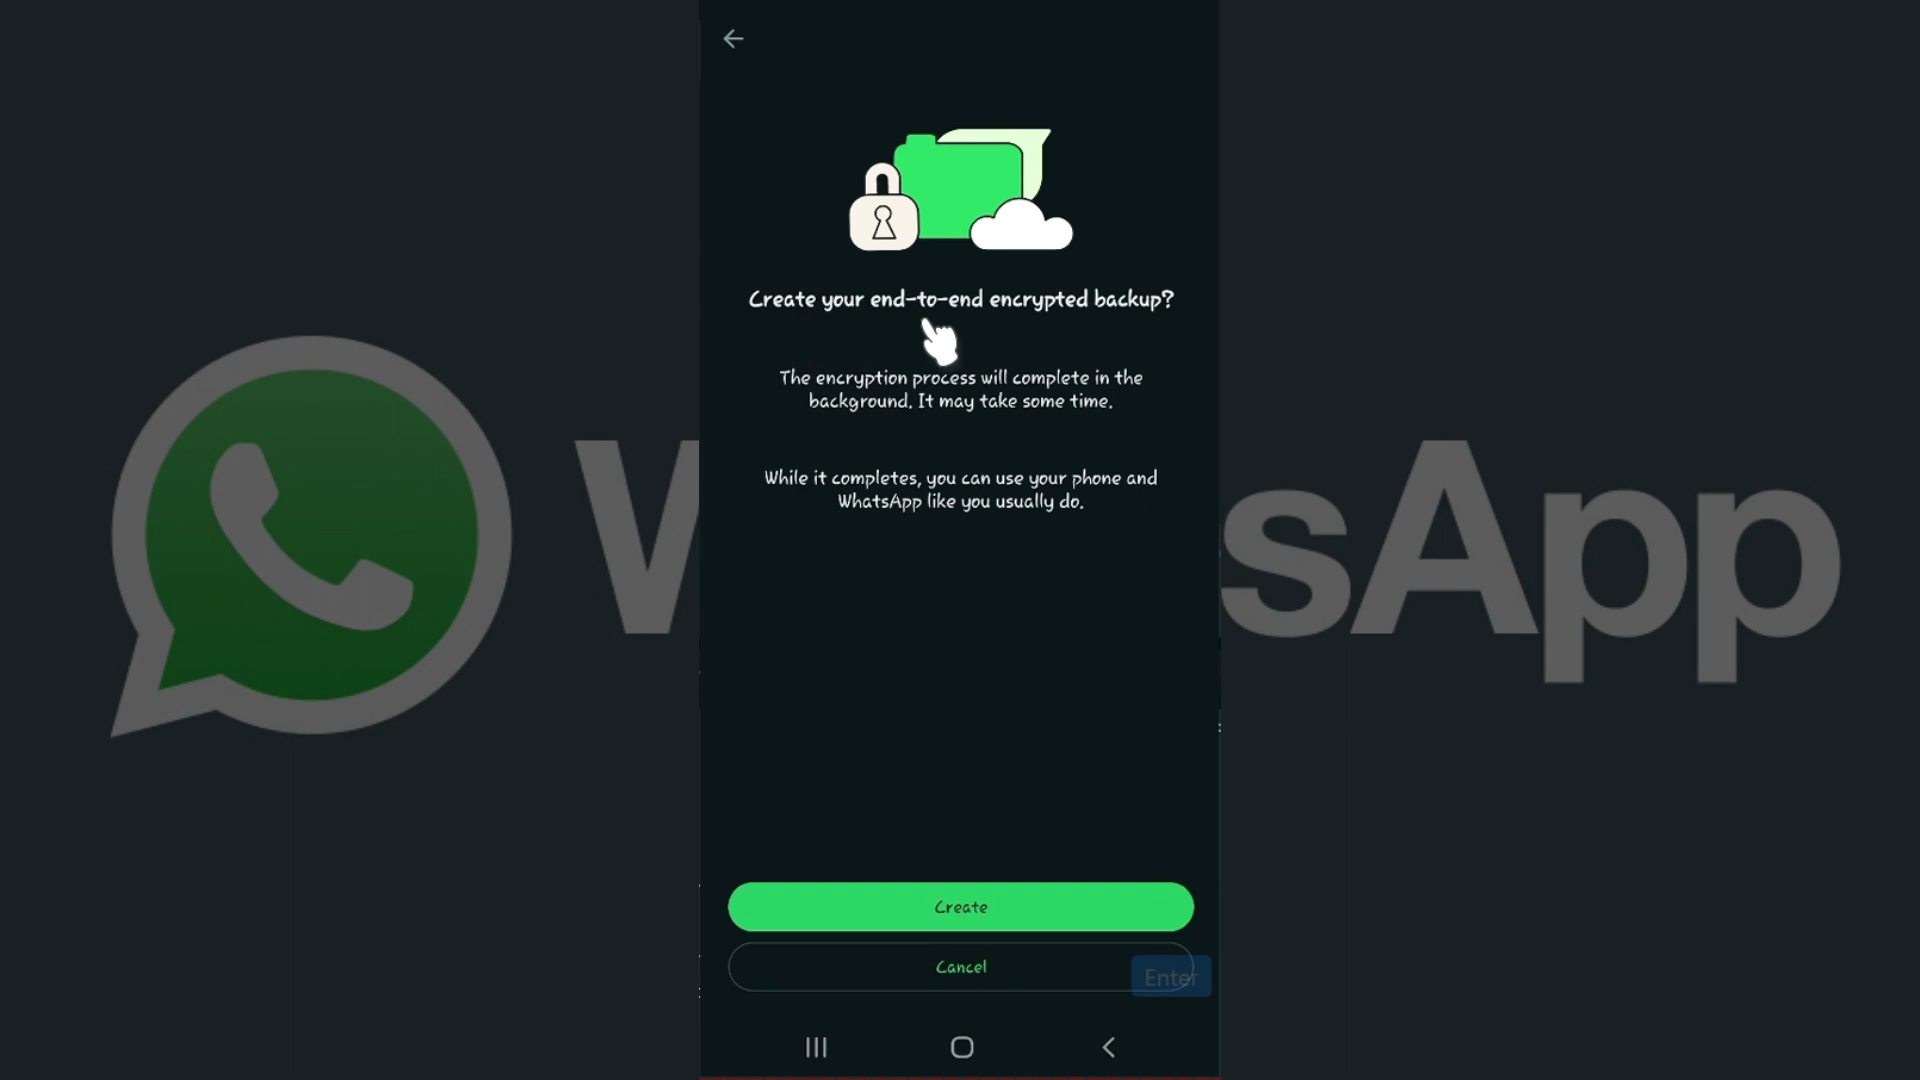 Create your end-to-end encrypted backup?
The encryption process will complete in the
background. It may take some time.
While it completes, you can use your phone and
WhatsApp like you usually do.
W sApp
Create
Cancel
Enter